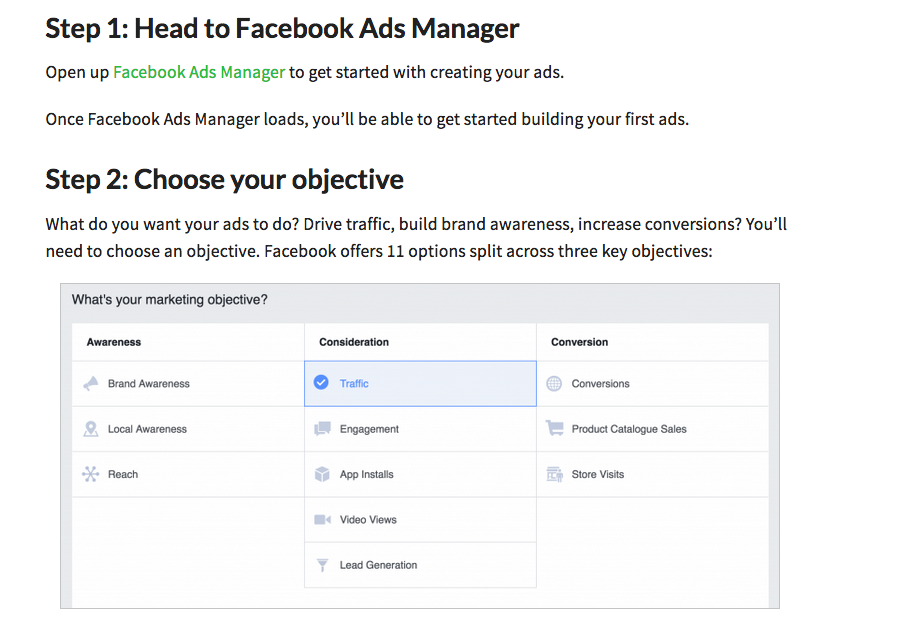 Step 1: Head to Facebook Ads Manager
Open up Facebook Ads Manager to get started with creating your ads.
Once Facebook Ads Manager loads, you’ll be able to get started building your first ads.
Step 2: Choose your objective
What do you want your ads to do? Drive traffic, build brand awareness, increase conversions? You’ll
need to choose an objective. Facebook offers 11 options split across three key objectives:
What's your marketing objective?
Awareness Consideration Conversion
Brand Awareness Traffic Conversions
Local Awareness Engagement Product Catalogue Sales
Reach App Installs Store Visits
Video Views
Lead Generation